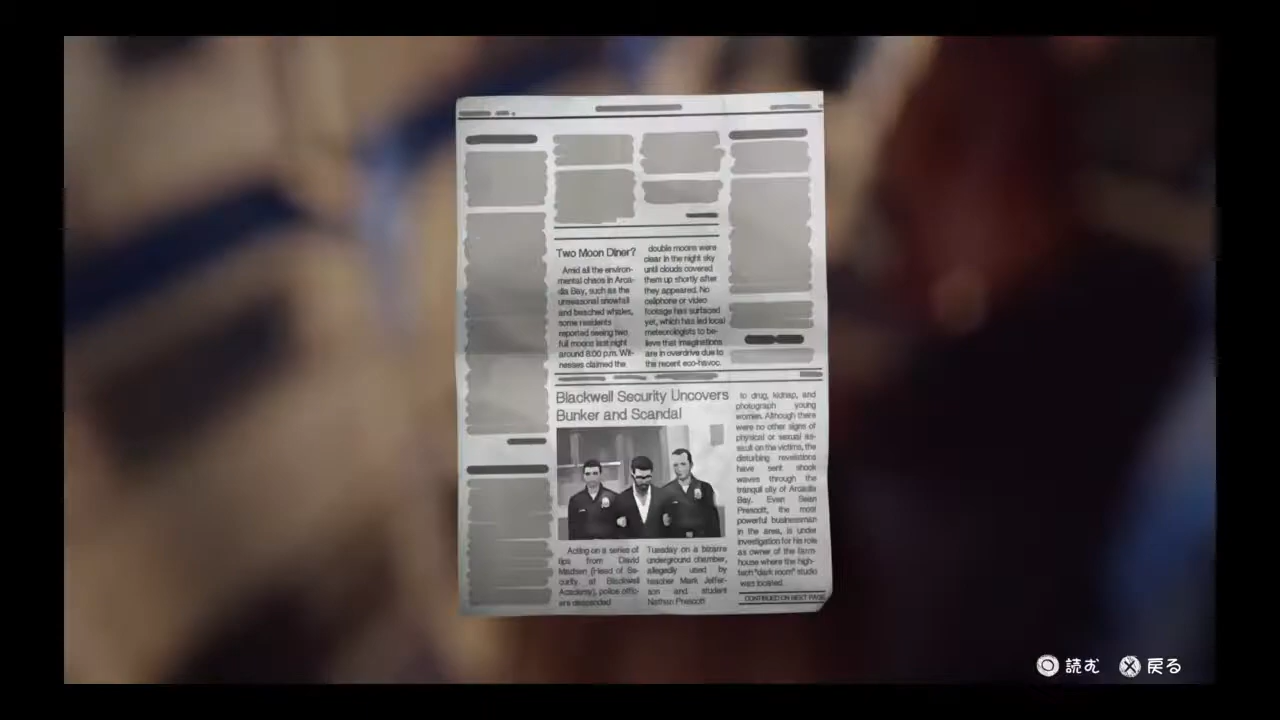 Two Moon Diner?
Amid all the environ-
mental chaos in Arca-
dia Bay, such as the
unseasonal snowfall
and beached whales,
some residents
reported seeing two
full moons last night
around 8:00 p.m. Wit-
nesses claimed the
double moons were
clear in the night sky
until clouds covered
them up shortly after
they appeared. No
cellphone or video
footage has surfaced
yet, which has led local
meteorologists to be-
lieve that imaginations
are in overdrive due to
the recent eco-havoc.
Blackwell Security Uncovers
Bunker and Scandal
Acting on a series of
tips from David
Madsen (Head of Se-
curity at Blackwell
Academy), police offic-
ers descended
Tuesday on a bizarre
underground chamber,
allegedly used by
teacher Mark Jeffer-
son and student
Nathan Prescott
to drug, kidnap, and
photograph young
women. Although there
were no other signs of
physical or sexual as-
sault on the victims, the
disturbing revelations
have sent shock
waves through the
tranquil city of Arcadia
Bay. Even Sean
Prescott, the most
powerful businessman
in the area, is under
investigation for his role
as owner of the farm-
house where the high-
tech "dark room" studio
was located.
CONTINUED ON NEXT PAGE
読む 戻る